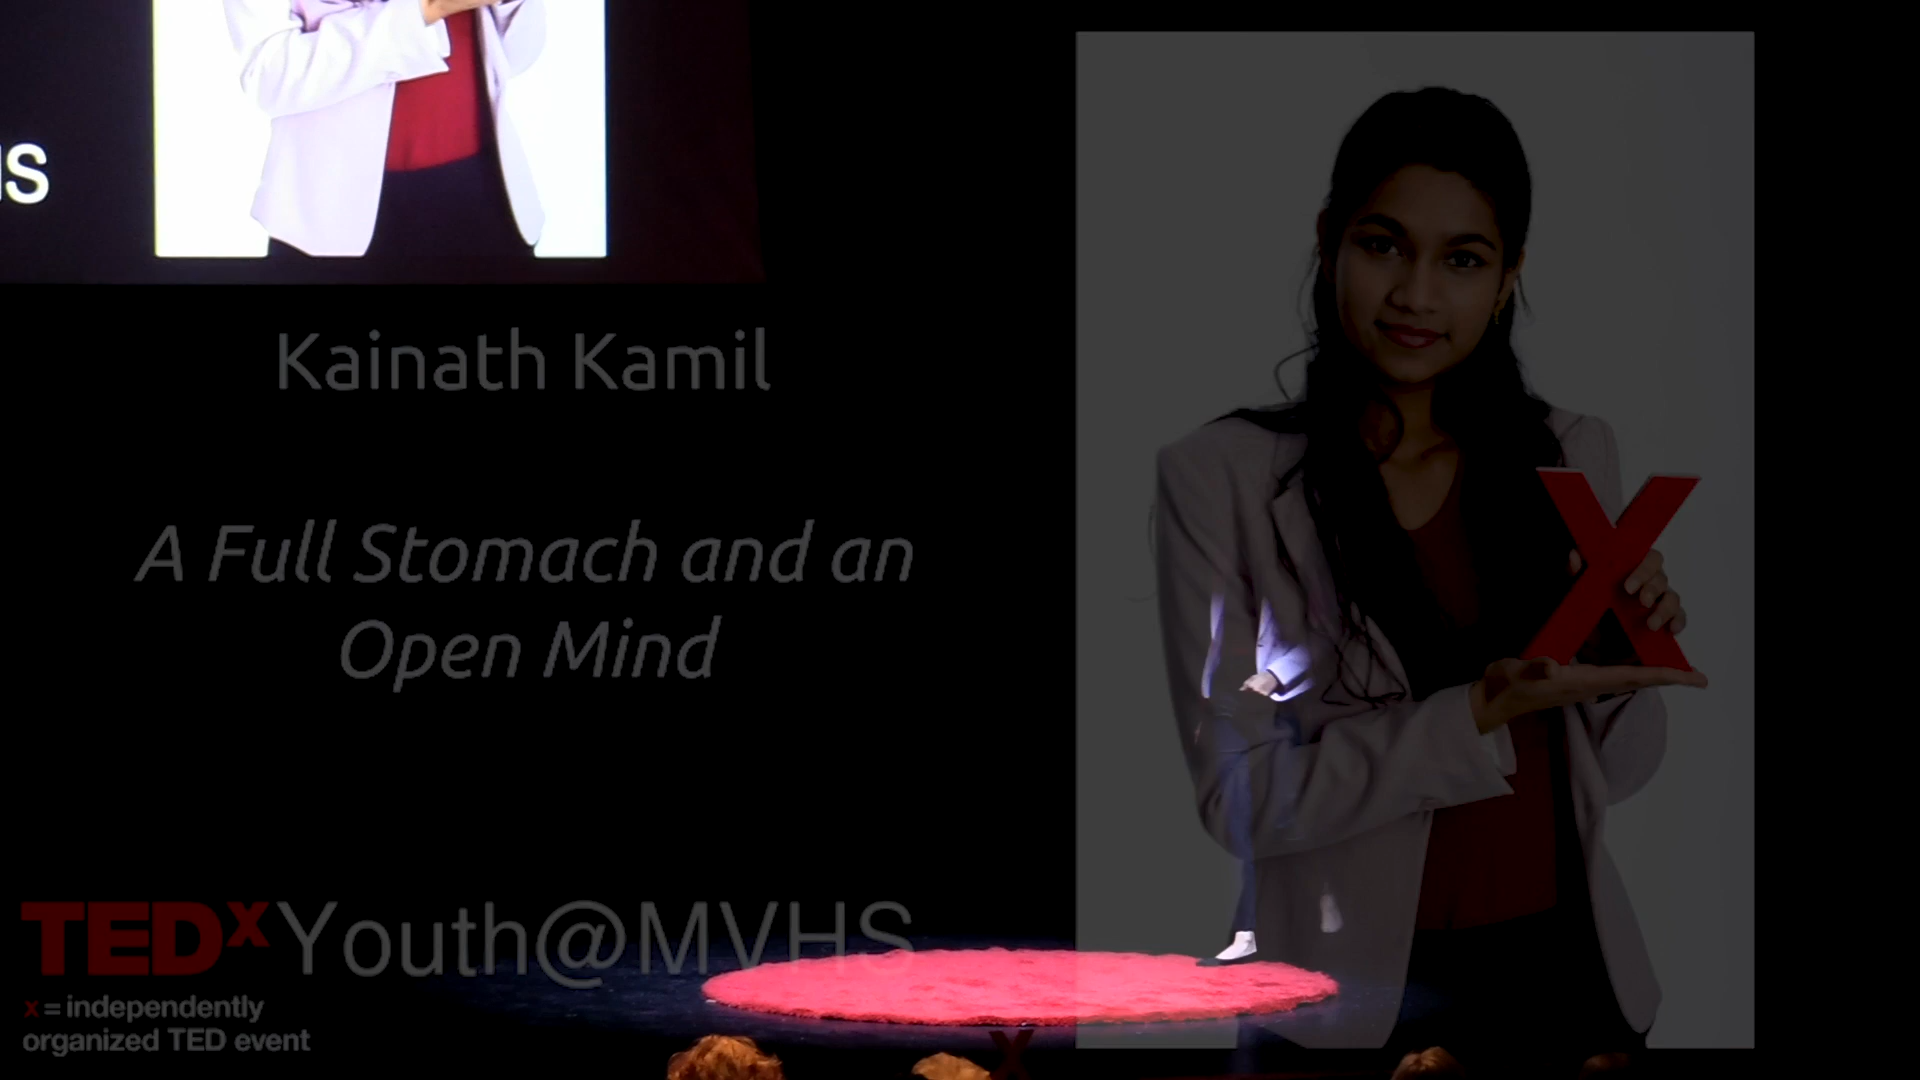 Kainath Kamil
A Full Stomach and an
Open Mind
TEDxYouth@MVHS
x = independently
organized TED event
X